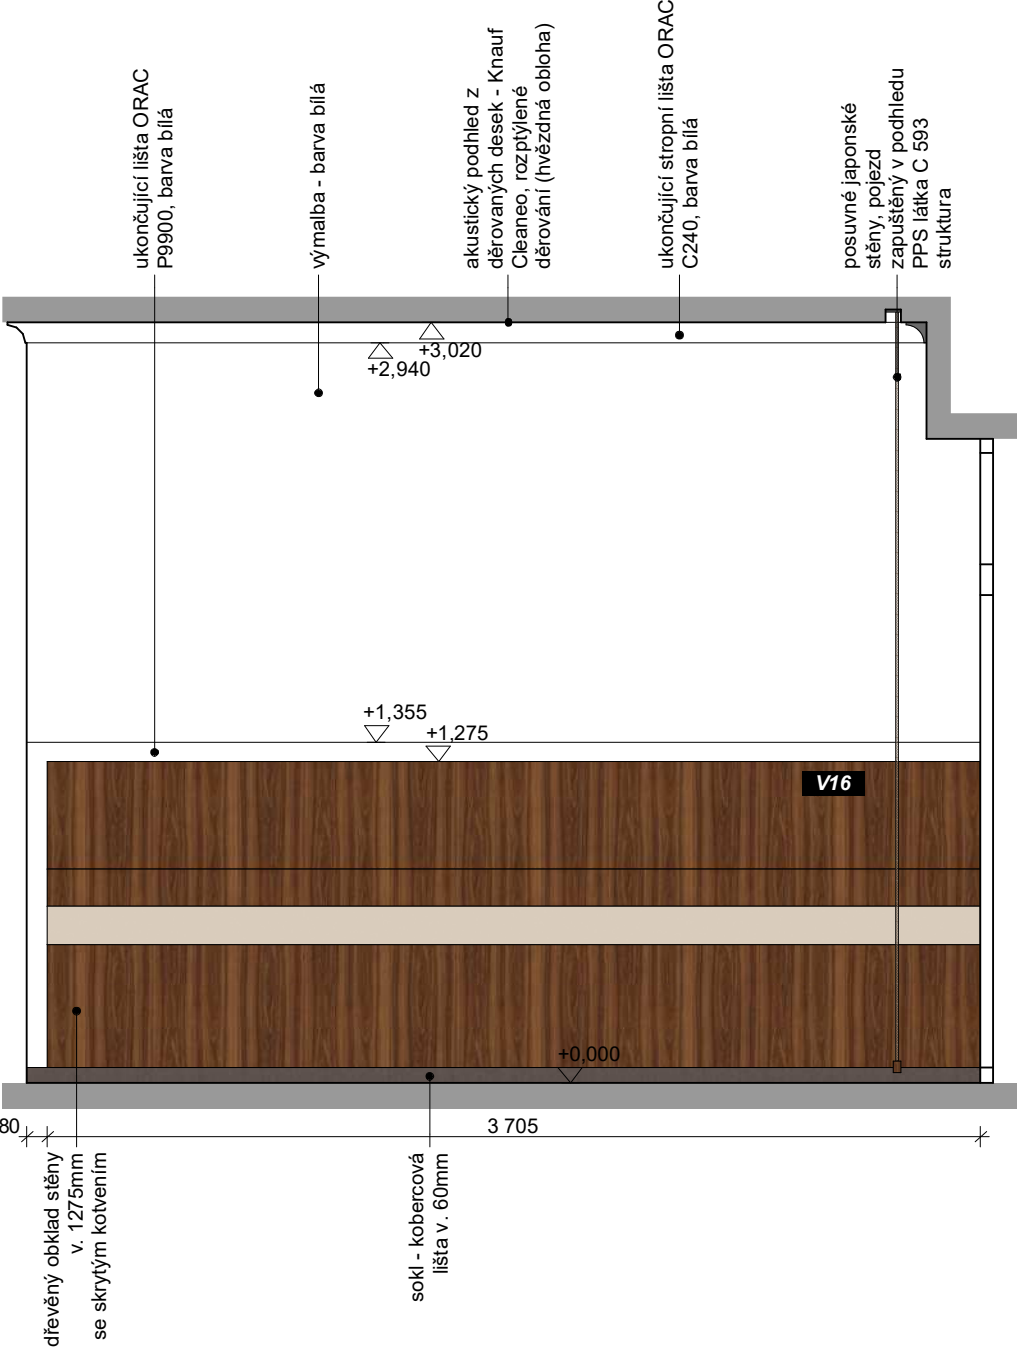 ukončující lišta ORAC
P9900, barva bílá
výmalba - barva bílá
akustický podhled z
děrovaných desek - Knauf
Cleaneo, rozptýlené
děrování (hvězdná obloha)
ukončující stropní lišta ORAC
C240, barva bílá
posuvné japonské
stěny, pojezd
zapuštěný v podhledu
PPS látka C 593
struktura
+3,020
+2,940
+1,355
+1,275
V16
+0,000
80
3 705
dřevěný obklad stěny
v. 1275mm
se skrytým kotvením
sokl - kobercová
lišta v. 60mm